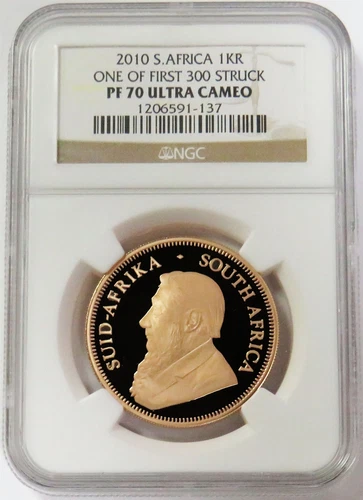 2010 S.AFRICA 1KR
ONE OF FIRST 300 STRUCK
PF 70 ULTRA CAMEO
1206591-137
NGC
SUID-AFRIKA · SOUTH AFRICA